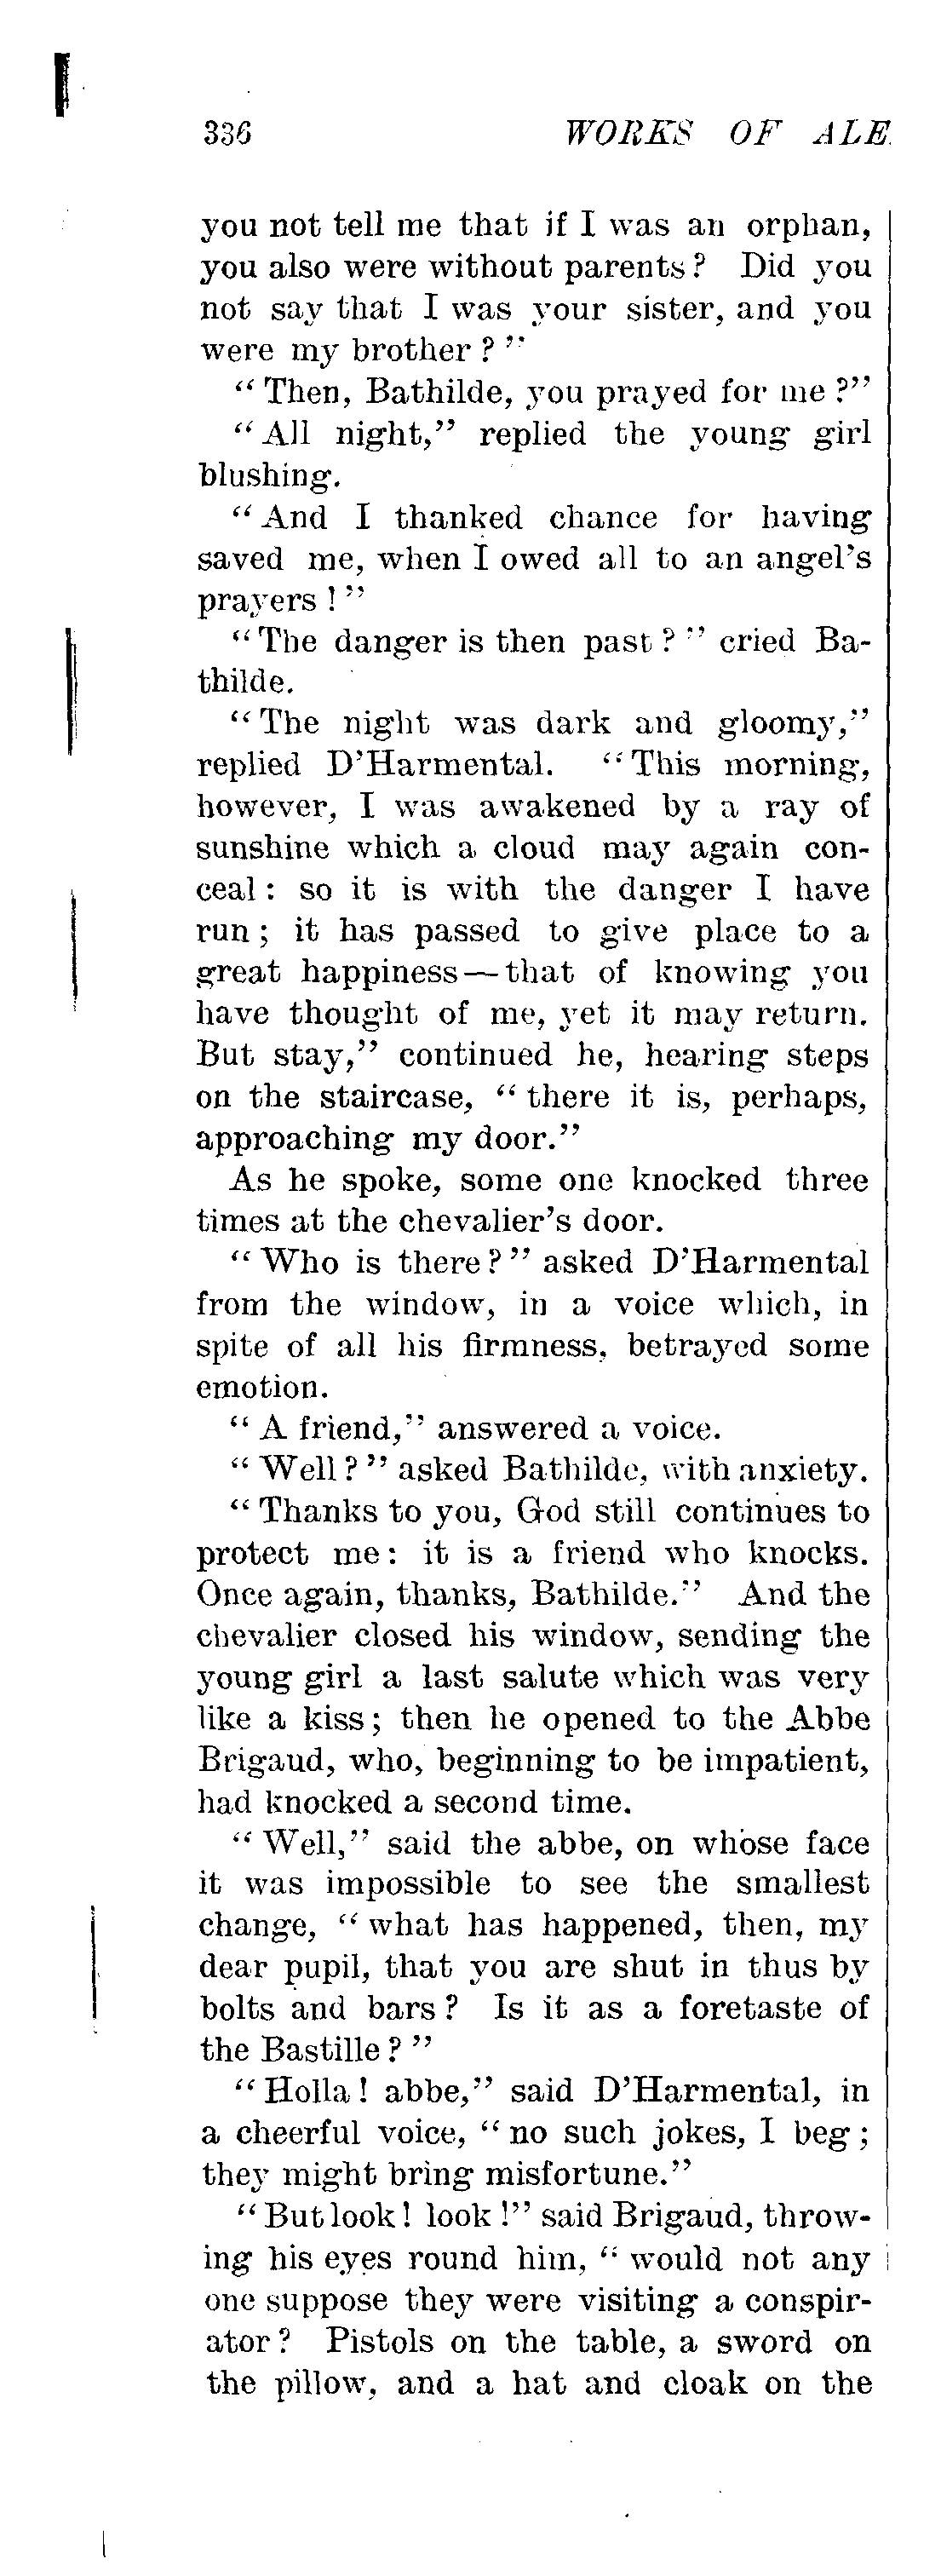 336 WORKS OF ALE
you not tell me that if I was an orphan,
you also were without parents? Did you
not say that I was your sister, and you
were my brother?"
"Then, Bathilde, you prayed for me?"
"All night," replied the young girl
blushing.
"And I thanked chance for having
saved me, when I owed all to an angel's
prayers!"
"The danger is then past?" cried Ba-
thilde.
"The night was dark and gloomy,"
replied D'Harmental. "This morning,
however, I was awakened by a ray of
sunshine which a cloud may again con-
ceal: so it is with the danger I have
run; it has passed to give place to a
great happiness—that of knowing you
have thought of me, yet it may return.
But stay," continued he, hearing steps
on the staircase, "there it is, perhaps,
approaching my door."
As he spoke, some one knocked three
times at the chevalier's door.
"Who is there?" asked D'Harmental
from the window, in a voice which, in
spite of all his firmness, betrayed some
emotion.
"A friend," answered a voice.
"Well?" asked Bathilde, with anxiety.
"Thanks to you, God still continues to
protect me: it is a friend who knocks.
Once again, thanks, Bathilde." And the
chevalier closed his window, sending the
young girl a last salute which was very
like a kiss; then he opened to the Abbe
Brigaud, who, beginning to be impatient,
had knocked a second time.
"Well," said the abbe, on whose face
it was impossible to see the smallest
change, "what has happened, then, my
dear pupil, that you are shut in thus by
bolts and bars? Is it as a foretaste of
the Bastille?"
"Holla! abbe," said D'Harmental, in
a cheerful voice, "no such jokes, I beg;
they might bring misfortune."
"But look! look!" said Brigaud, throw-
ing his eyes round him, "would not any
one suppose they were visiting a conspir-
ator? Pistols on the table, a sword on
the pillow, and a hat and cloak on the